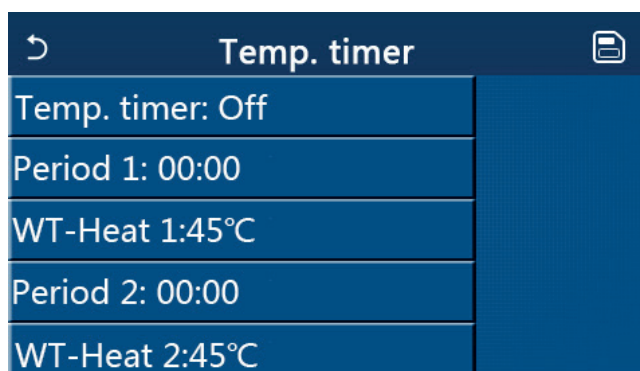 Temp. timer
Temp. timer: Off
Period 1: 00:00
WT-Heat 1:45℃
Period 2: 00:00
WT-Heat 2:45℃